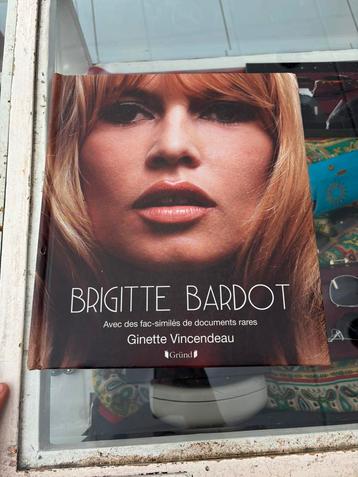 BRIGITTE BARDOT
Avec des fac-similés de documents rares
Ginette Vincendeau
Gründ